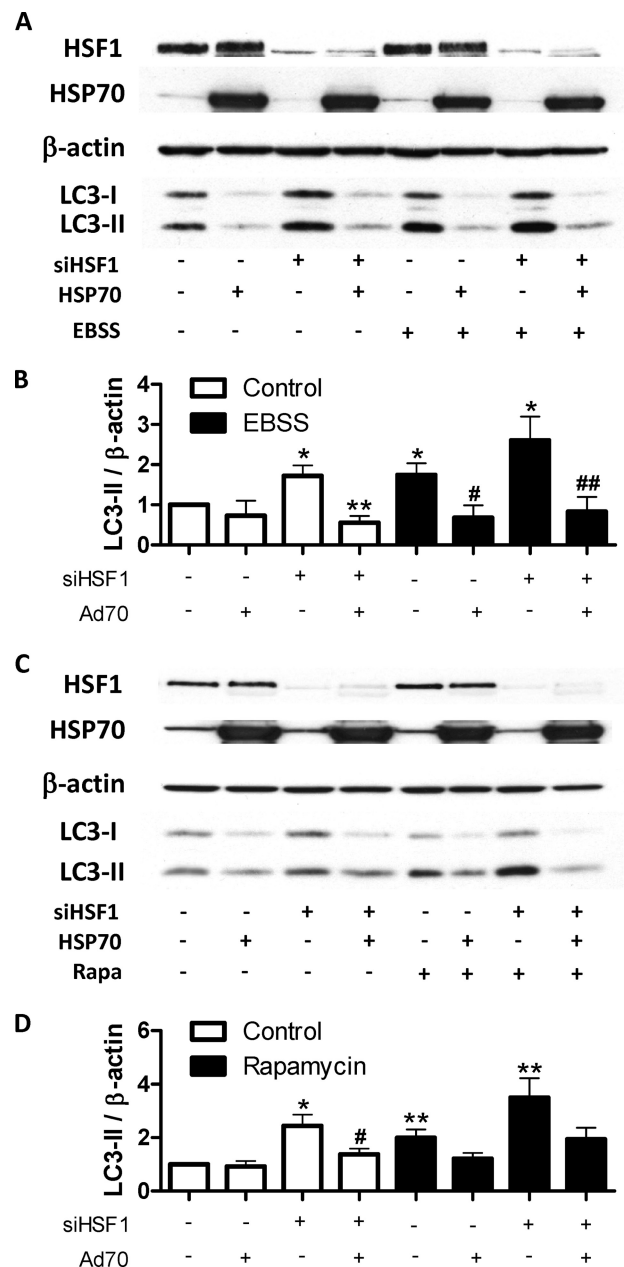 A
HSF1
HSP70
β-actin
LC3-I
LC3-II
siHSF1 - - + + - - + +
HSP70 - + - + - + - +
EBSS - - - - + + + +
B
4
3
2
1
0
LC3-II / β-actin
Control
EBSS
* ** * # * ##
siHSF1 - - + + - - + +
Ad70 - + - + - + - +
C
HSF1
HSP70
β-actin
LC3-I
LC3-II
siHSF1 - - + + - - + +
HSP70 - + - + - + - +
Rapa - - - - + + + +
D
6
4
2
0
LC3-II / β-actin
Control
Rapamycin
* # ** **
siHSF1 - - + + - - + +
Ad70 - + - + - + - +